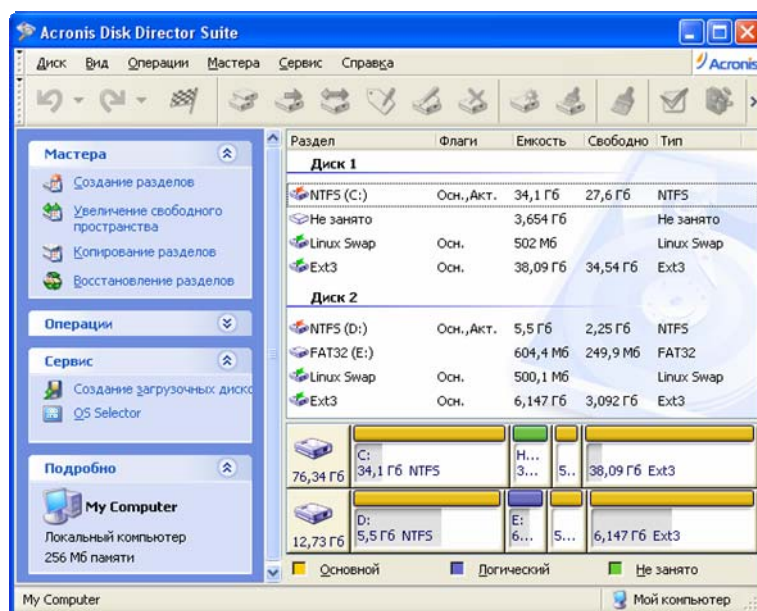 Acronis Disk Director Suite
Диск Вид Операции Мастера Сервис Справка
Acronis
Мастера
Создание разделов
Увеличение свободного
пространства
Копирование разделов
Восстановление разделов
Операции
Сервис
Создание загрузочных диско
OS Selector
Подробно
My Computer
Локальный компьютер
256 Мб памяти
Раздел Флаги Емкость Свободно Тип
Диск 1
NTFS (C:) Осн.,Акт. 34,1 Гб 27,6 Гб NTFS
Не занято 3,654 Гб Не занято
Linux Swap Осн. 502 Мб Linux Swap
Ext3 Осн. 38,09 Гб 34,54 Гб Ext3
Диск 2
NTFS (D:) Осн.,Акт. 5,5 Гб 2,25 Гб NTFS
FAT32 (E:) 604,4 Мб 249,9 Мб FAT32
Linux Swap Осн. 500,1 Мб Linux Swap
Ext3 Осн. 6,147 Гб 3,092 Гб Ext3
C: Н...
76,34 Гб 34,1 Гб NTFS 3... 5.. 38,09 Гб Ext3
D: E:
12,73 Гб 5,5 Гб NTFS 6... 5... 6,147 Гб Ext3
Основной Логический Не занято
My Computer Мой компьютер